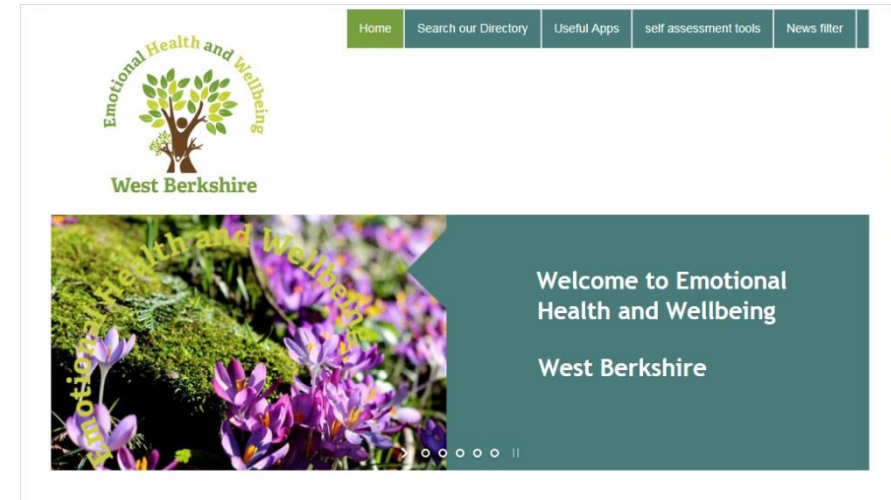 Emotional Health and Wellbeing
West Berkshire
Home
Search our Directory
Useful Apps
self assessment tools
News filter
Emotional Health and Wellbeing
Welcome to Emotional
Health and Wellbeing
West Berkshire